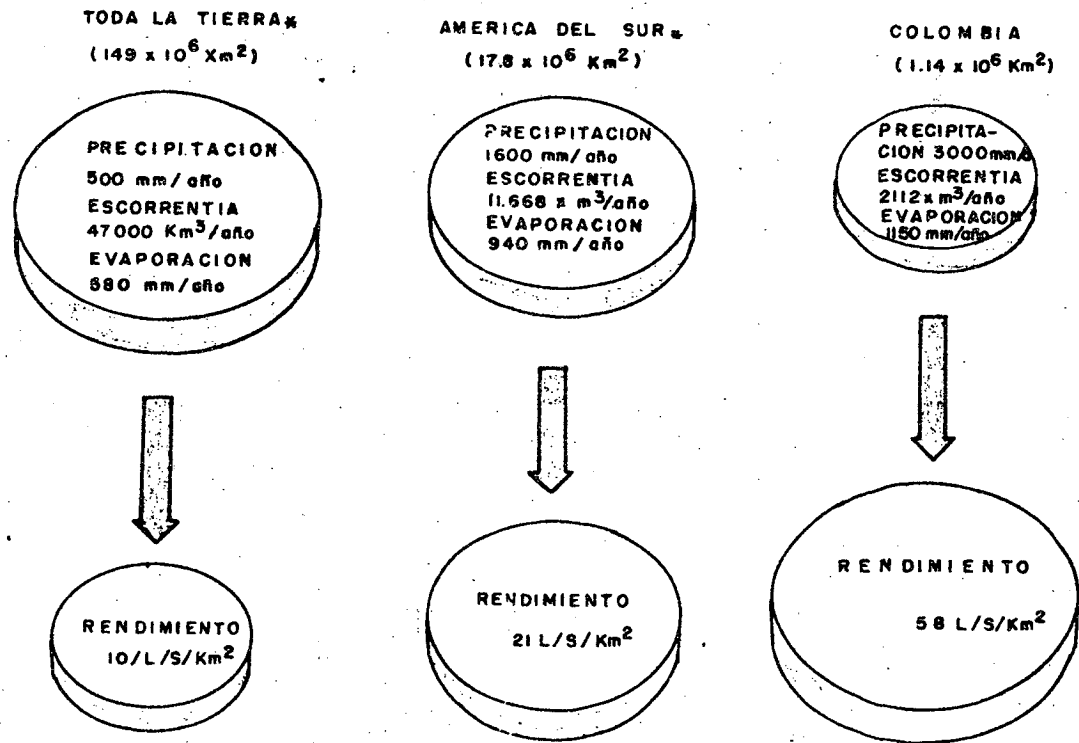 TODA LA TIERRA*
(149 x 10⁶ Xm²)
PRECIPITACION
500 mm/año
ESCORRENTIA
47000 Km³/año
EVAPORACION
580 mm/año
RENDIMIENTO
10/L/S/Km²
AMERICA DEL SUR*
(17.8 x 10⁶ Km²)
PRECIPITACION
1600 mm/año
ESCORRENTIA
11.668 x m³/año
EVAPORACION
940 mm/año
RENDIMIENTO
21 L/S/Km²
COLOMBIA
(1.14 x 10⁶ Km²)
PRECIPITA-
CION 3000mm/
ESCORRENTIA
2112 x m³/año
EVAPORACION
1150 mm/año
RENDIMIENTO
58 L/S/Km²